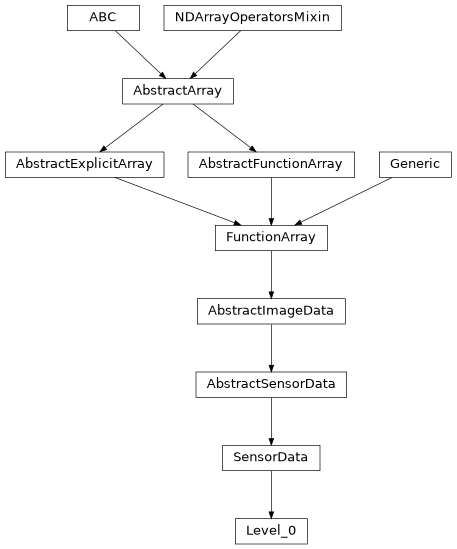 ABC
NDArrayOperatorsMixin
AbstractArray
AbstractExplicitArray
AbstractFunctionArray
Generic
FunctionArray
AbstractImageData
AbstractSensorData
SensorData
Level_0